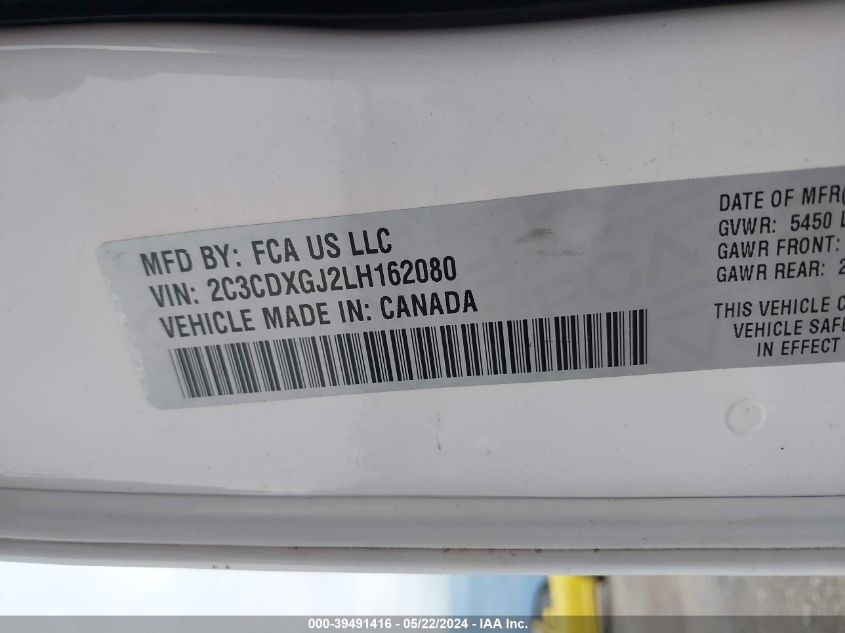 MFD BY: FCA US LLC
VIN: 2C3CDXGJ2LH162080
VEHICLE MADE IN: CANADA
DATE OF MFR(
GVWR: 5450 L
GAWR FRONT:
GAWR REAR: 2
THIS VEHICLE C
VEHICLE SAFE
IN EFFECT
000-39491416 - 05/22/2024 - IAA Inc.